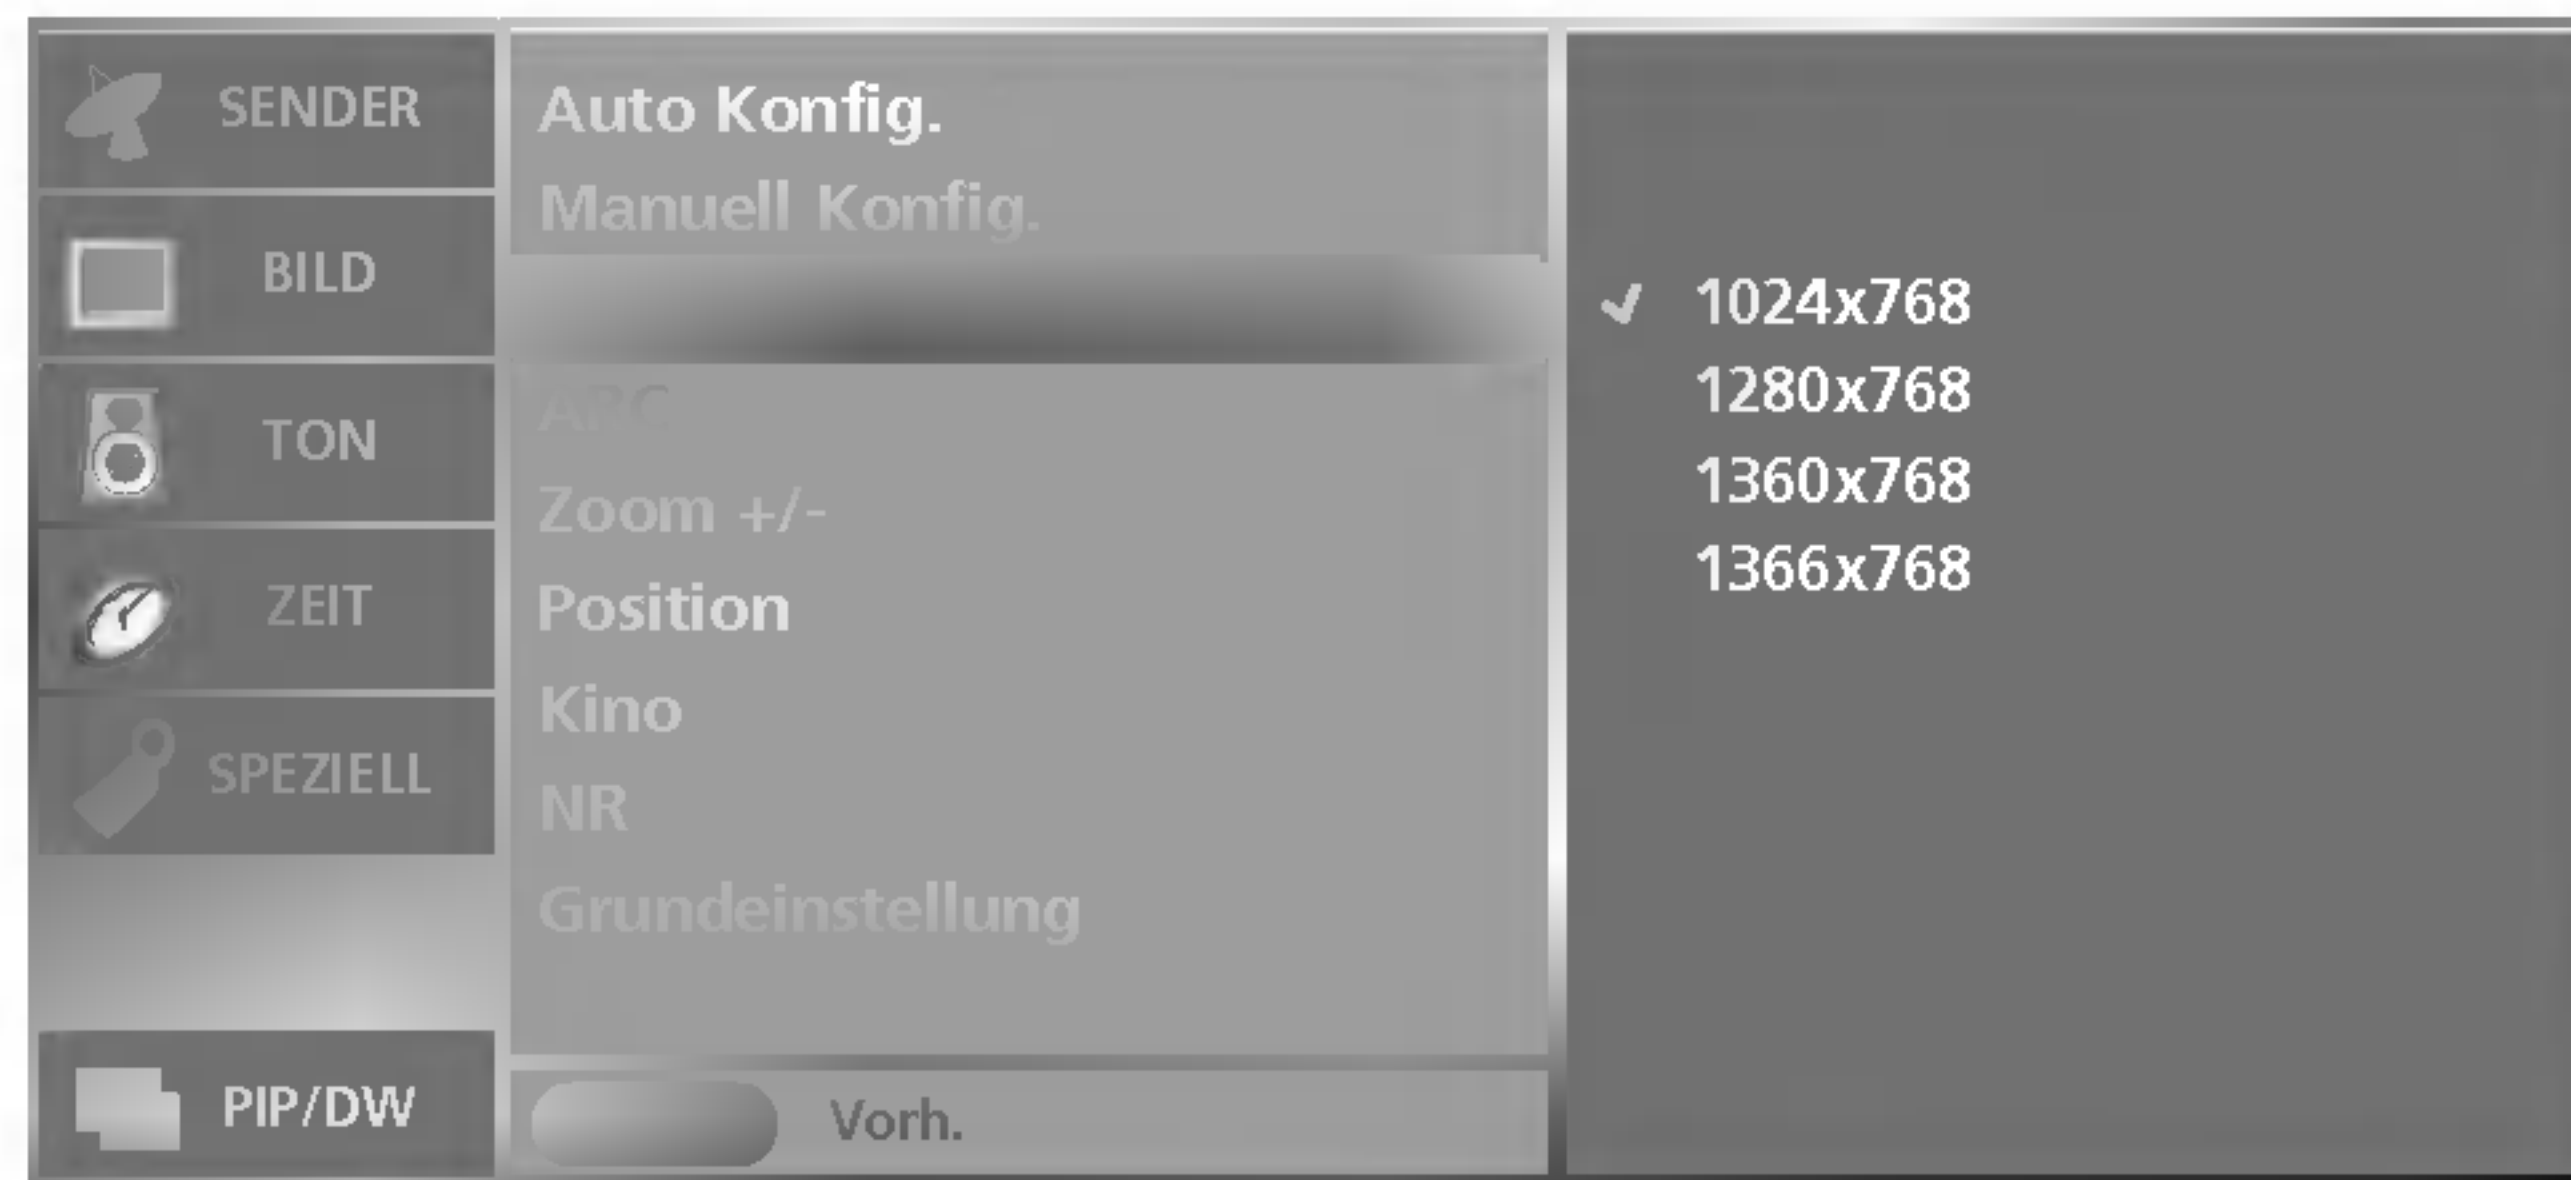 SENDER
BILD
TON
ZEIT
SPEZIELL
PIP/DW
Auto Konfig.
Manuell Konfig.
ARC
Zoom +/-
Position
Kino
NR
Grundeinstellung
Vorh.
1024x768
1280x768
1360x768
1366x768